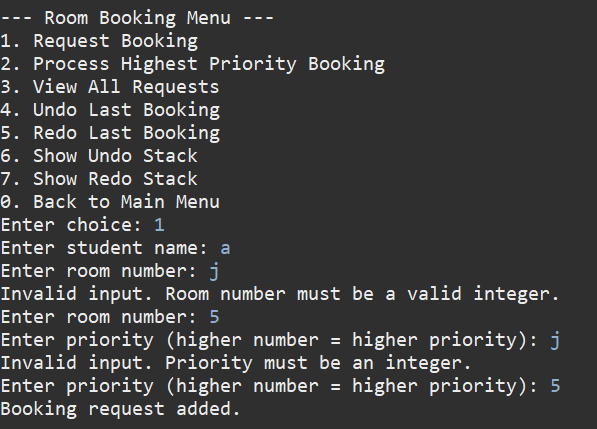 --- Room Booking Menu ---
1. Request Booking
2. Process Highest Priority Booking
3. View All Requests
4. Undo Last Booking
5. Redo Last Booking
6. Show Undo Stack
7. Show Redo Stack
0. Back to Main Menu
Enter choice: 1
Enter student name: a
Enter room number: j
Invalid input. Room number must be a valid integer.
Enter room number: 5
Enter priority (higher number = higher priority): j
Invalid input. Priority must be an integer.
Enter priority (higher number = higher priority): 5
Booking request added.